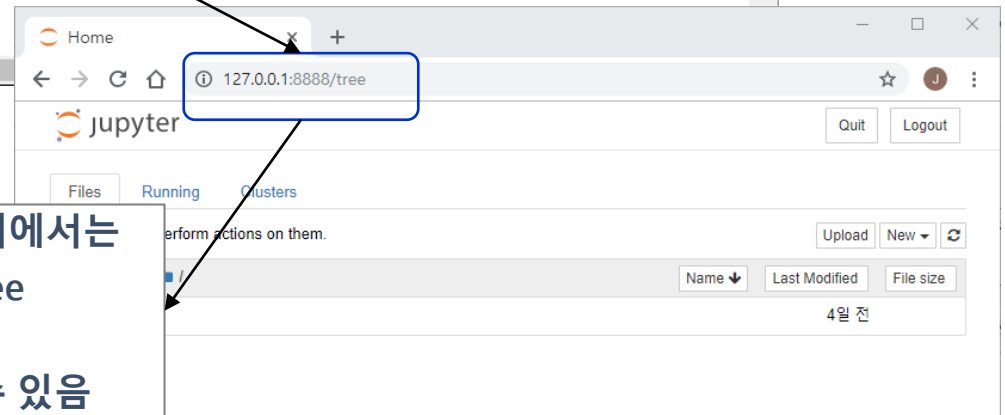 Home
127.0.0.1:8888/tree
J
jupyter
Quit Logout
Files Running Clusters
perform actions on them.
Upload New
에서는
ee
/
Name Last Modified File size
4일 전
있음